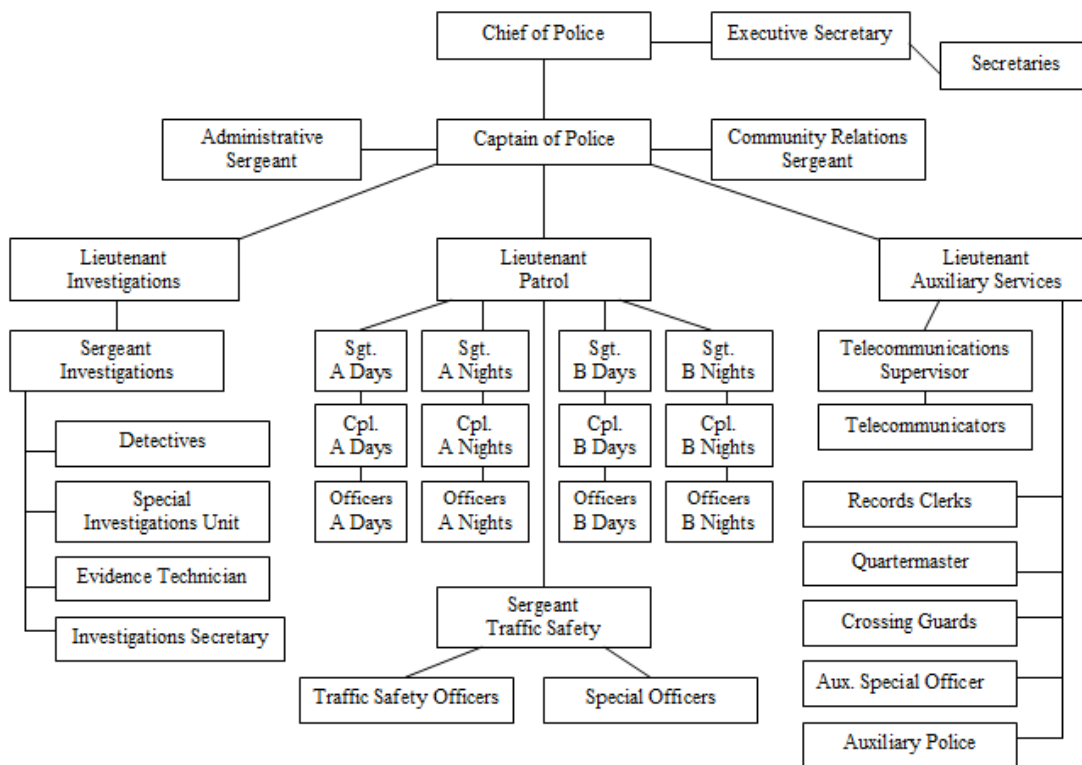 Chief of Police
Executive Secretary
Secretaries
Administrative
Sergeant
Captain of Police
Community Relations
Sergeant
Lieutenant
Investigations
Lieutenant
Patrol
Lieutenant
Auxiliary Services
Sergeant
Investigations
Detectives
Special
Investigations Unit
Evidence Technician
Investigations Secretary
Sgt.
A Days
Sgt.
A Nights
Sgt.
B Days
Sgt.
B Nights
Cpl.
A Days
Cpl.
A Nights
Cpl.
B Days
Cpl.
B Nights
Officers
A Days
Officers
A Nights
Officers
B Days
Officers
B Nights
Sergeant
Traffic Safety
Traffic Safety Officers
Special Officers
Telecommunications
Supervisor
Telecommunicators
Records Clerks
Quartermaster
Crossing Guards
Aux. Special Officer
Auxiliary Police